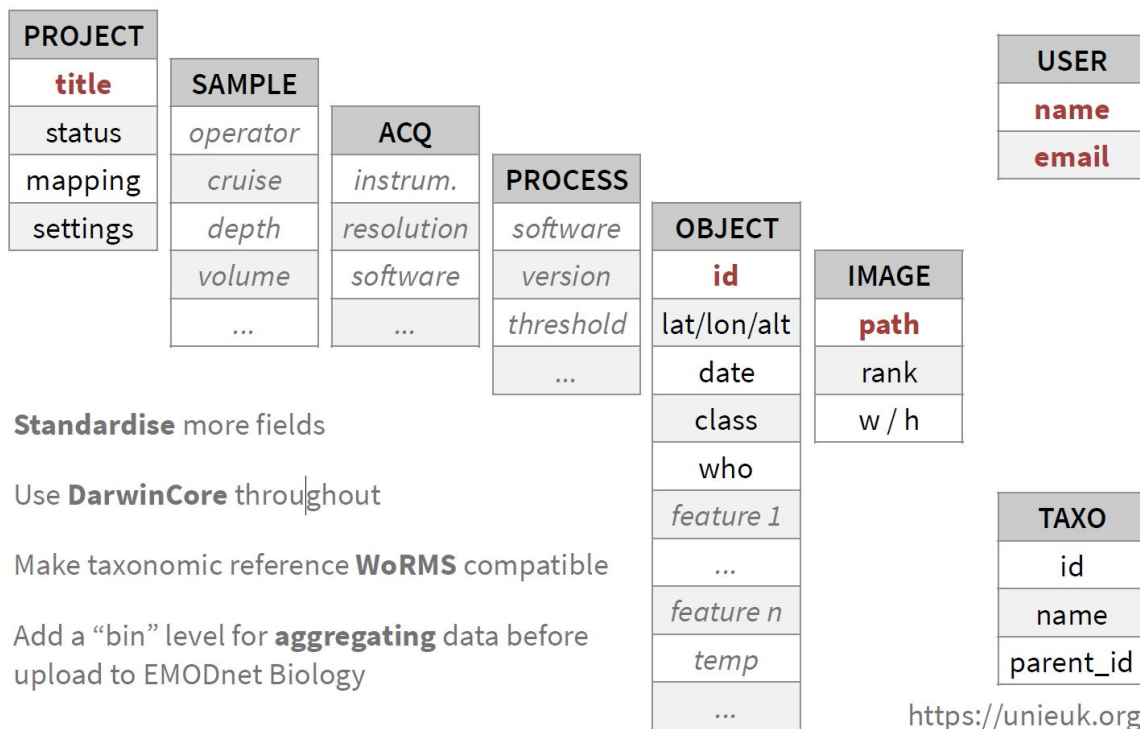 PROJECT
title
status
mapping
settings
SAMPLE
operator
cruise
depth
volume
...
ACQ
instrum.
resolution
software
...
PROCESS
software
version
threshold
...
OBJECT
id
lat/lon/alt
date
class
who
feature 1
...
feature n
temp
...
IMAGE
path
rank
w / h
USER
name
email
TAXO
id
name
parent_id
Standardise more fields
Use DarwinCore throughout
Make taxonomic reference WoRMS compatible
Add a “bin” level for aggregating data before
upload to EMODnet Biology
https://unieuk.org